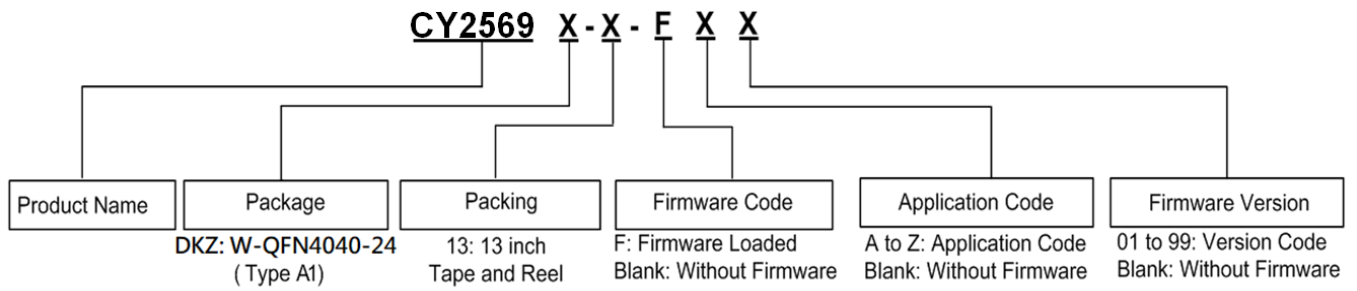 CY2569 X - X - F X X
Product Name
Package
Packing
Firmware Code
Application Code
Firmware Version
DKZ: W-QFN4040-24
( Type A1)
13: 13 inch
Tape and Reel
F: Firmware Loaded
Blank: Without Firmware
A to Z: Application Code
Blank: Without Firmware
01 to 99: Version Code
Blank: Without Firmware